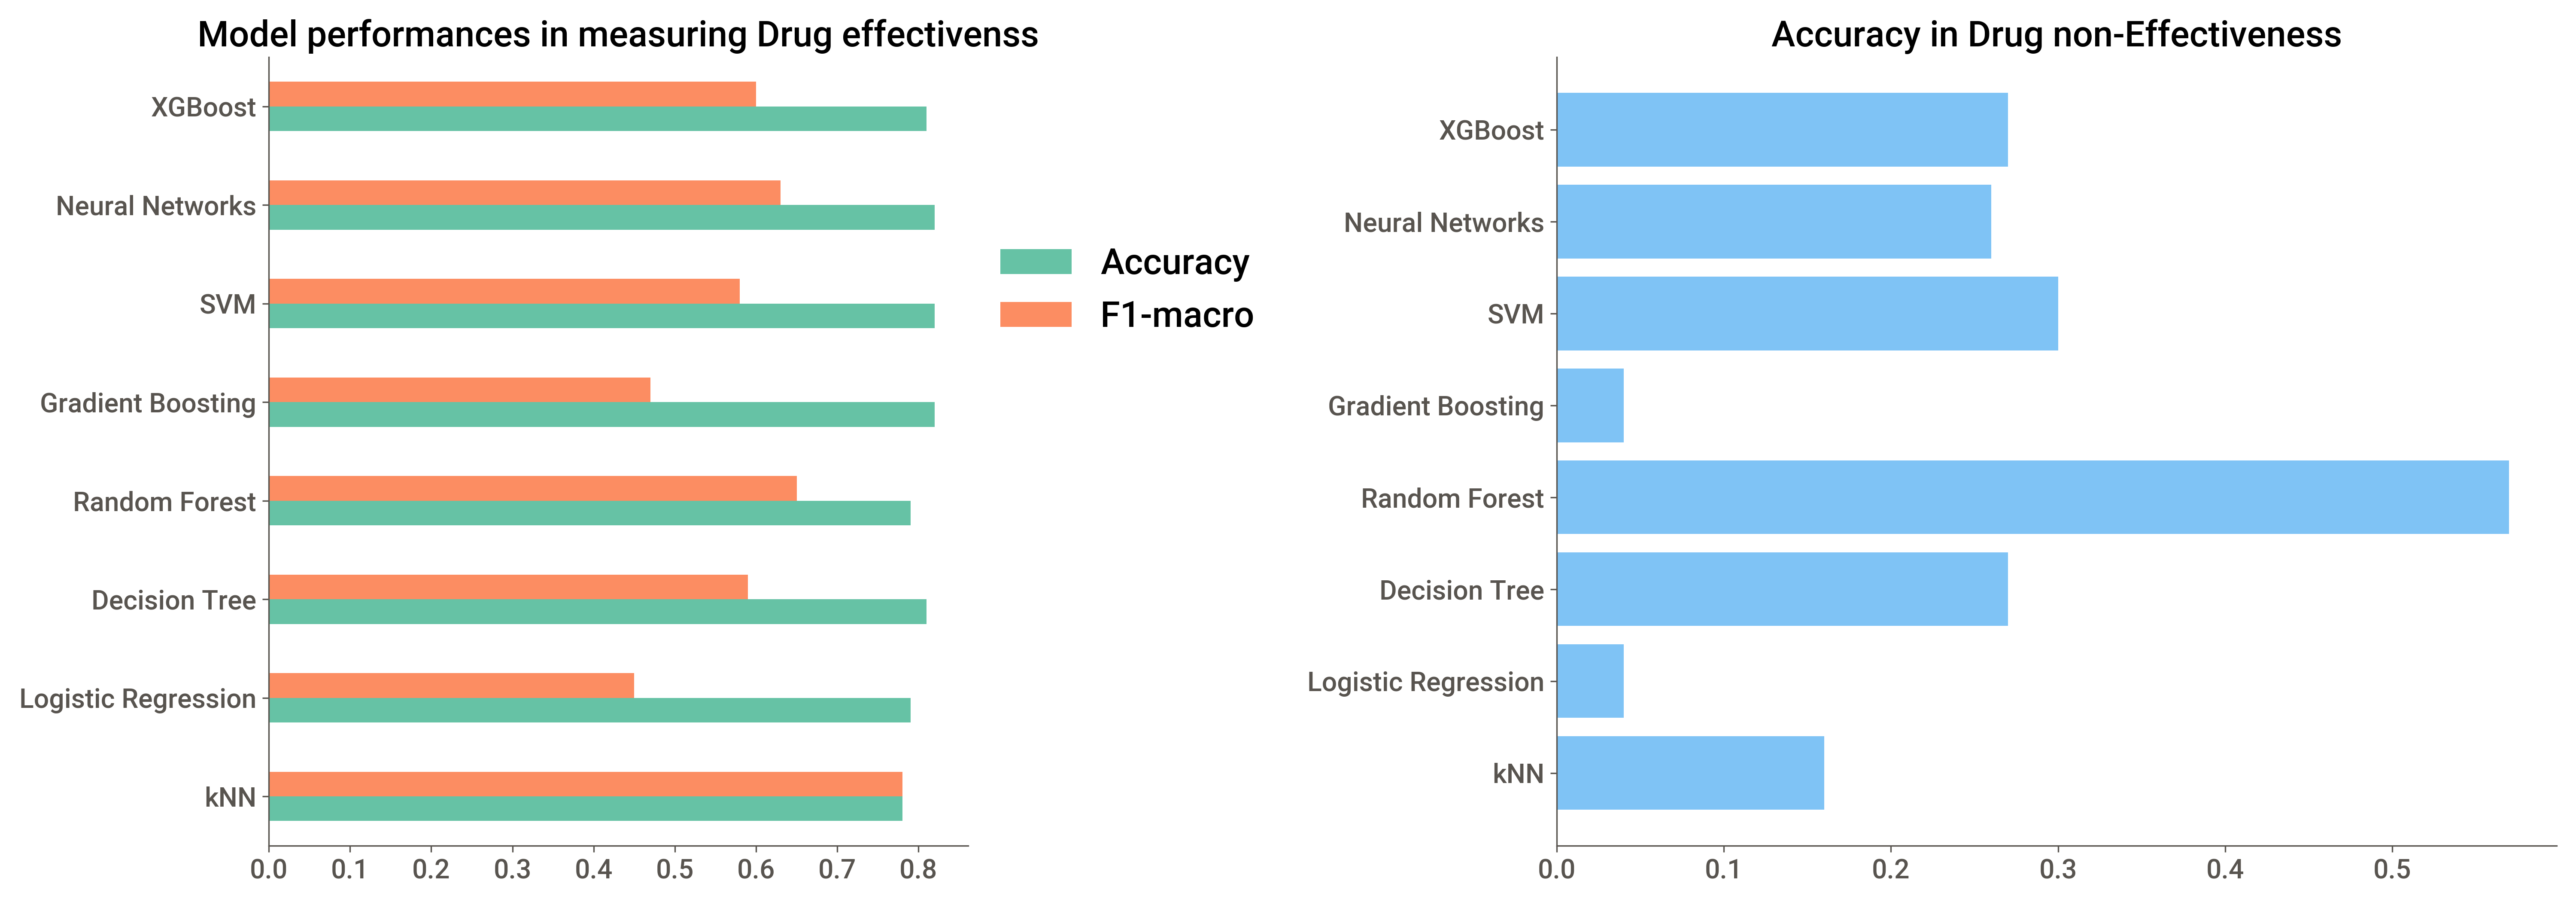 Model performances in measuring Drug effectivenss
XGBoost
Neural Networks
SVM
Gradient Boosting
Random Forest
Decision Tree
Logistic Regression
kNN
0.0 0.1 0.2 0.3 0.4 0.5 0.6 0.7 0.8
Accuracy
F1-macro
Accuracy in Drug non-Effectiveness
XGBoost
Neural Networks
SVM
Gradient Boosting
Random Forest
Decision Tree
Logistic Regression
kNN
0.0 0.1 0.2 0.3 0.4 0.5